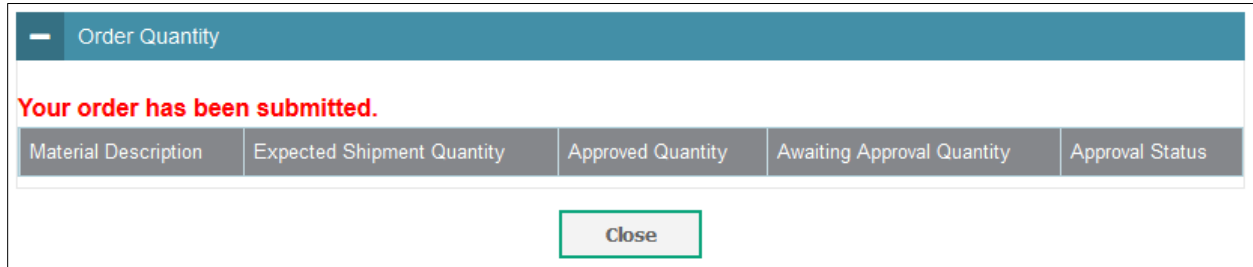 Order Quantity
Your order has been submitted.
Material Description Expected Shipment Quantity Approved Quantity Awaiting Approval Quantity Approval Status
Close